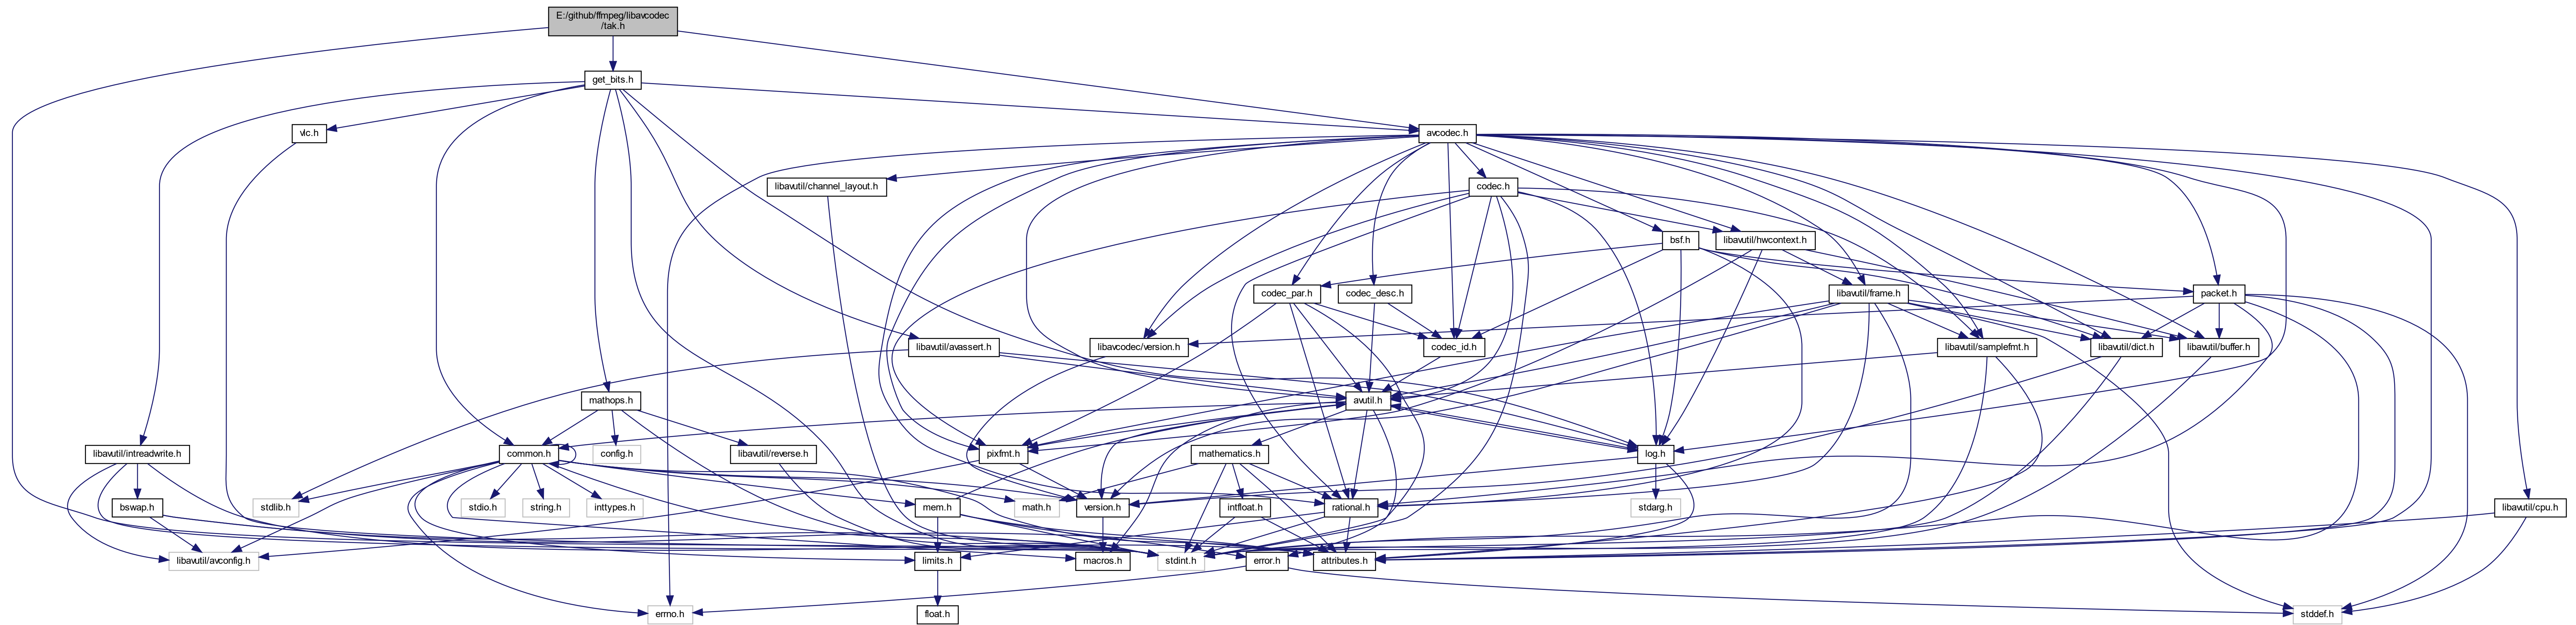 E:/github/ffmpeg/libavcodec
/tak.h
get_bits.h
vlc.h
avcodec.h
libavutil/channel_layout.h
codec.h
bsf.h
libavutil/hwcontext.h
codec_par.h
codec_desc.h
libavutil/frame.h
packet.h
libavutil/avassert.h
libavcodec/version.h
codec_id.h
libavutil/samplefmt.h
libavutil/dict.h
libavutil/buffer.h
mathops.h
avutil.h
libavutil/intreadwrite.h
common.h
config.h
libavutil/reverse.h
pixfmt.h
mathematics.h
log.h
bswap.h
stdlib.h
stdio.h
string.h
inttypes.h
mem.h
math.h
version.h
intfloat.h
rational.h
stdarg.h
libavutil/cpu.h
libavutil/avconfig.h
limits.h
macros.h
stdint.h
error.h
attributes.h
errno.h
float.h
stddef.h